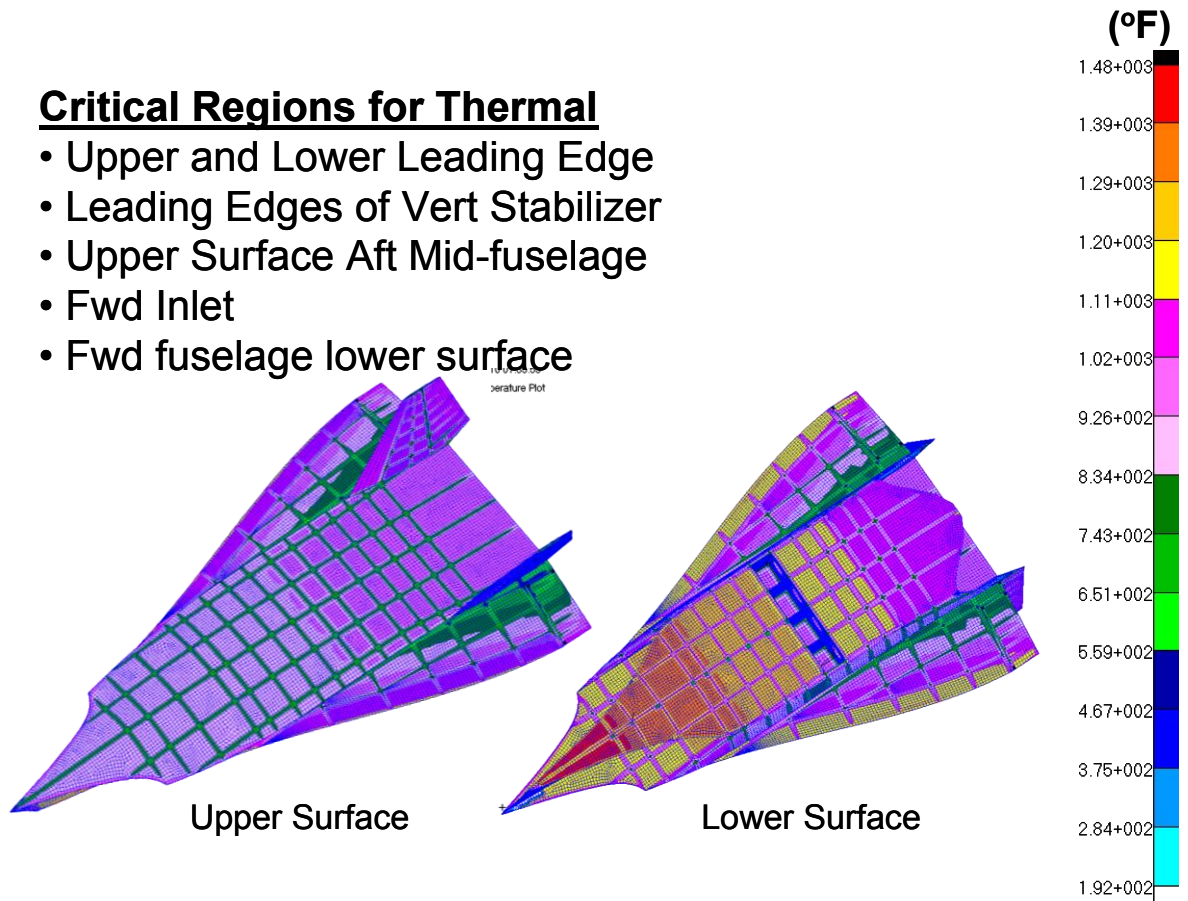 (ºF)
Critical Regions for Thermal
• Upper and Lower Leading Edge
• Leading Edges of Vert Stabilizer
• Upper Surface Aft Mid-fuselage
• Fwd Inlet
• Fwd fuselage lower surface
perature Plot
Upper Surface
Lower Surface
1.48+003
1.39+003
1.29+003
1.20+003
1.11+003
1.02+003
9.26+002
8.34+002
7.43+002
6.51+002
5.59+002
4.67+002
3.75+002
2.84+002
1.92+002